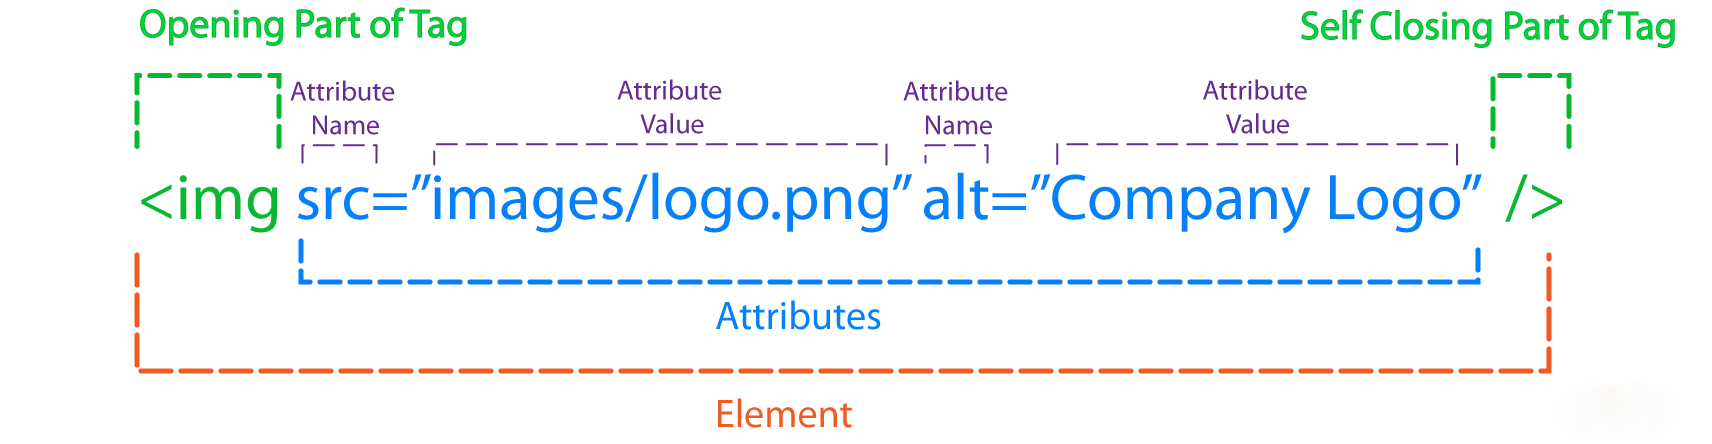 Opening Part of Tag
Self Closing Part of Tag
Attribute
Name
Attribute
Value
Attribute
Name
Attribute
Value
<img src=”images/logo.png” alt=”Company Logo” />
Attributes
Element